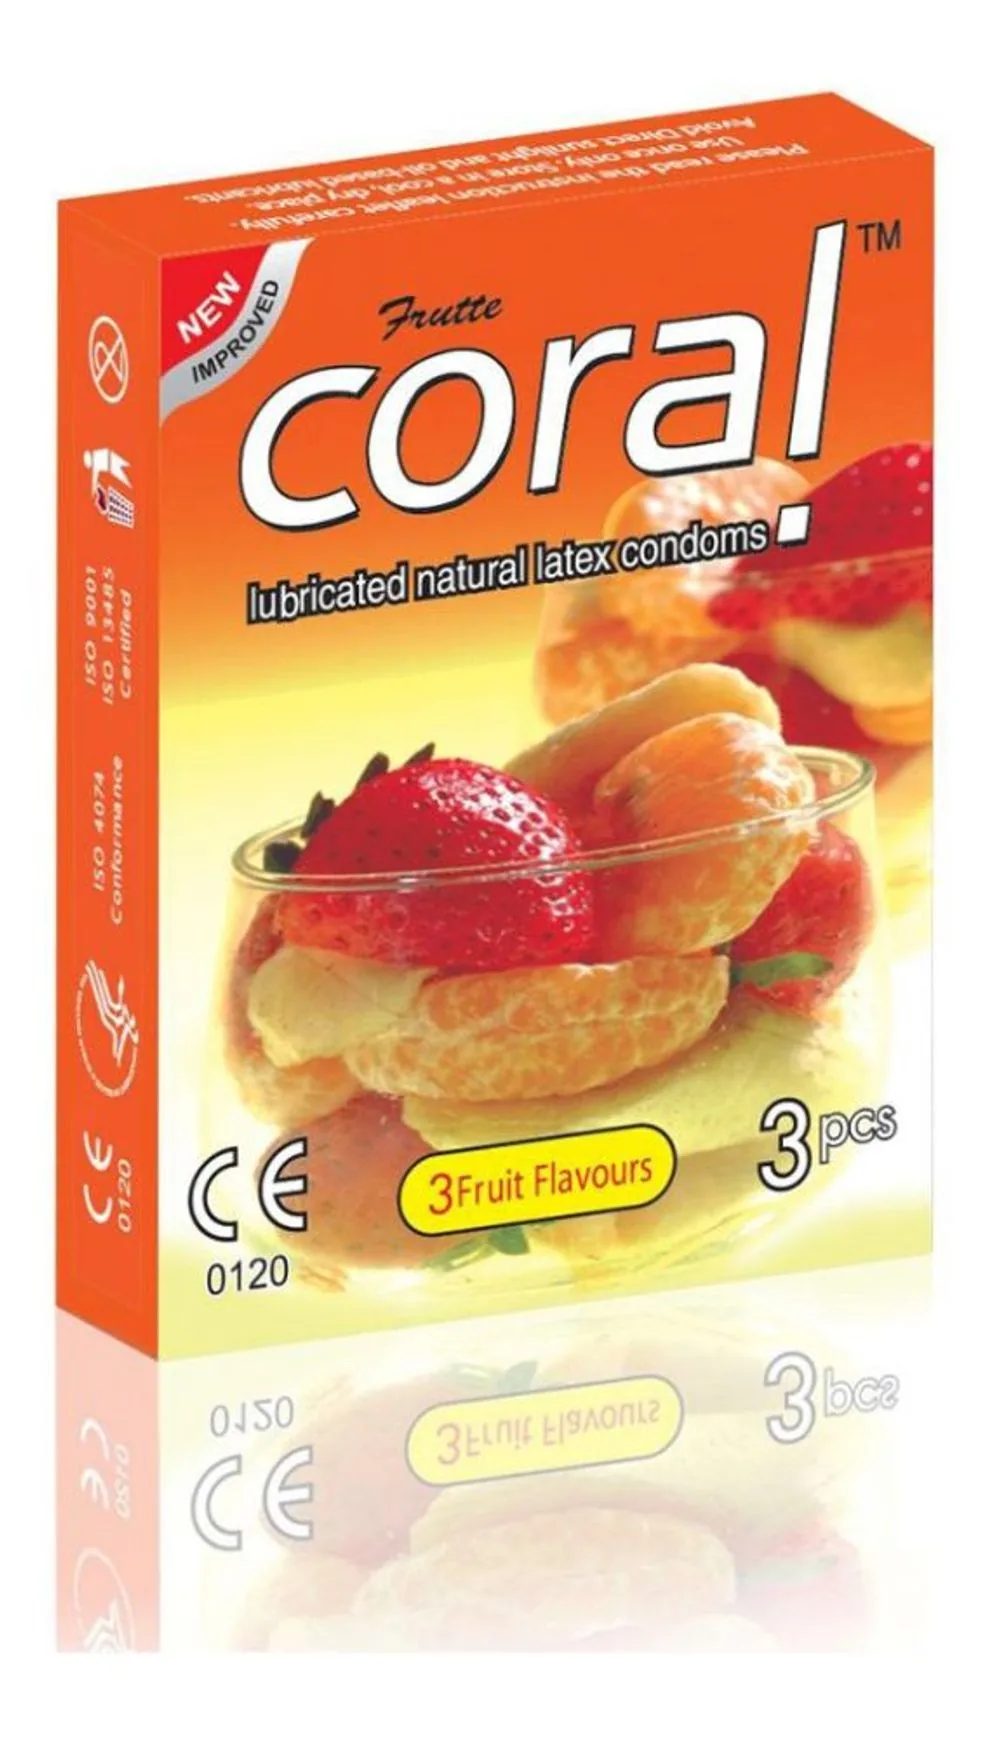 Please read the instruction leaflet carefully.
Use once only. Store in a cool, dry place.
Avoid Direct sunlight and oil-based lubricants.
NEW
IMPROVED
Frutte
coral
TM
lubricated natural latex condoms
3 Fruit Flavours
3 pcs
CE
0120
ISO 9001
ISO 13485
Certified
ISO 4074
Conformance
CE
0120